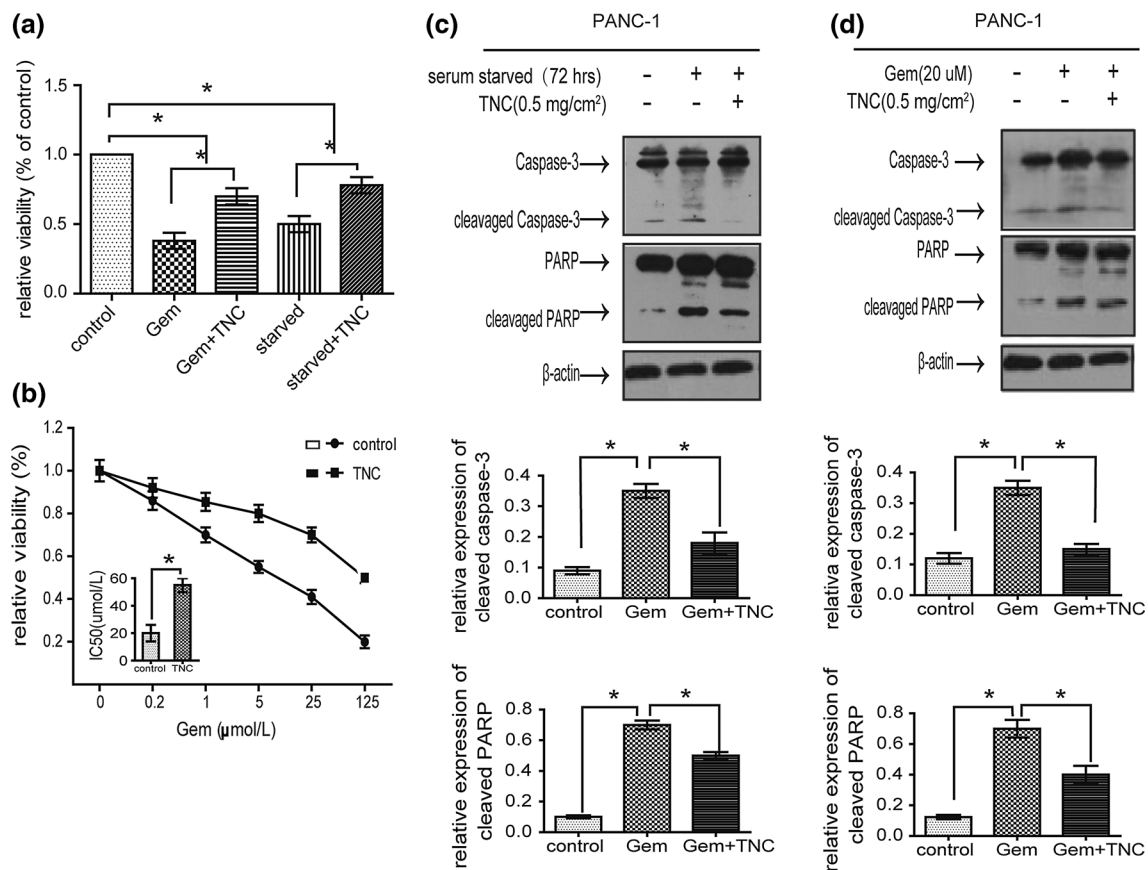 (a)
relative viability (% of control)
1.5
1.0
0.5
0.0
*
*
*
*
control
Gem
Gem+TNC
starved
starved+TNC
(b)
relative viability (%)
1.2
1.0
0.8
0.6
0.4
0.2
control
TNC
IC50(umol/L)
60
40
20
0
*
control
TNC
0
0.2
1
5
25
125
Gem (μmol/L)
(c)
PANC-1
serum starved (72 hrs) - + +
TNC(0.5 mg/cm²) - - +
Caspase-3
cleavaged Caspase-3
PARP
cleavaged PARP
β-actin
relative expression of
cleaved caspase-3
0.4
0.3
0.2
0.1
0.0
* *
control
Gem
Gem+TNC
relative expression of
cleaved PARP
0.8
0.6
0.4
0.2
0.0
* *
control
Gem
Gem+TNC
(d)
PANC-1
Gem(20 uM) - + +
TNC(0.5 mg/cm²) - - +
Caspase-3
cleavaged Caspase-3
PARP
cleavaged PARP
β-actin
relativa expression of
cleaved caspase-3
0.4
0.3
0.2
0.1
0.0
* *
control
Gem
Gem+TNC
relative expression of
cleaved PARP
0.8
0.6
0.4
0.2
0.0
* *
control
Gem
Gem+TNC